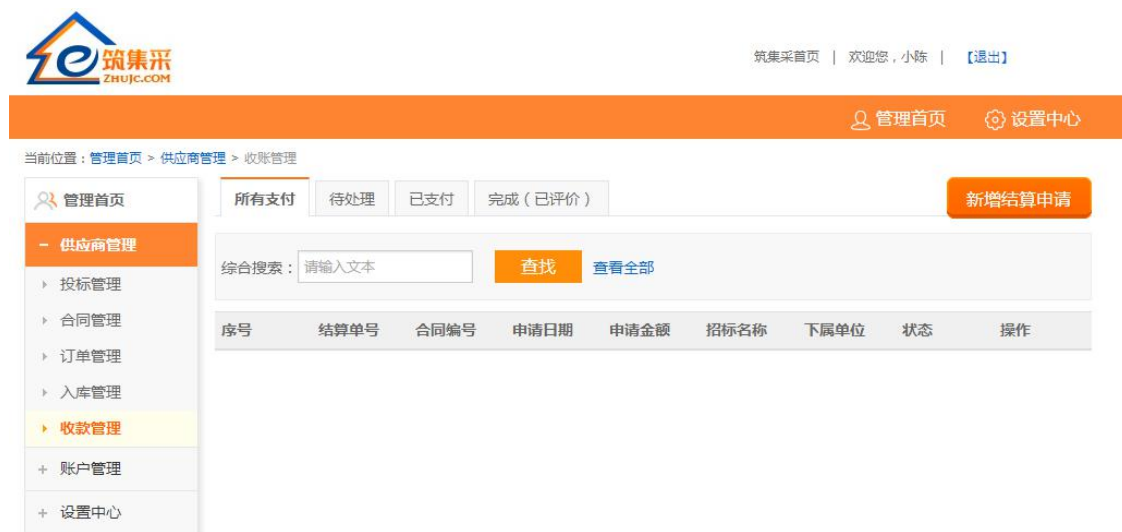 筑集采
ZHUJC.COM
筑集采首页 | 欢迎您，小陈 | 【退出】
管理首页 设置中心
当前位置：管理首页 > 供应商管理 > 收账管理
管理首页
所有支付 待处理 已支付 完成（已评价）
新增结算申请
- 供应商管理
综合搜索： 请输入文本 查找 查看全部
投标管理
合同管理
序号 结算单号 合同编号 申请日期 申请金额 招标名称 下属单位 状态 操作
订单管理
入库管理
收款管理
+ 账户管理
+ 设置中心